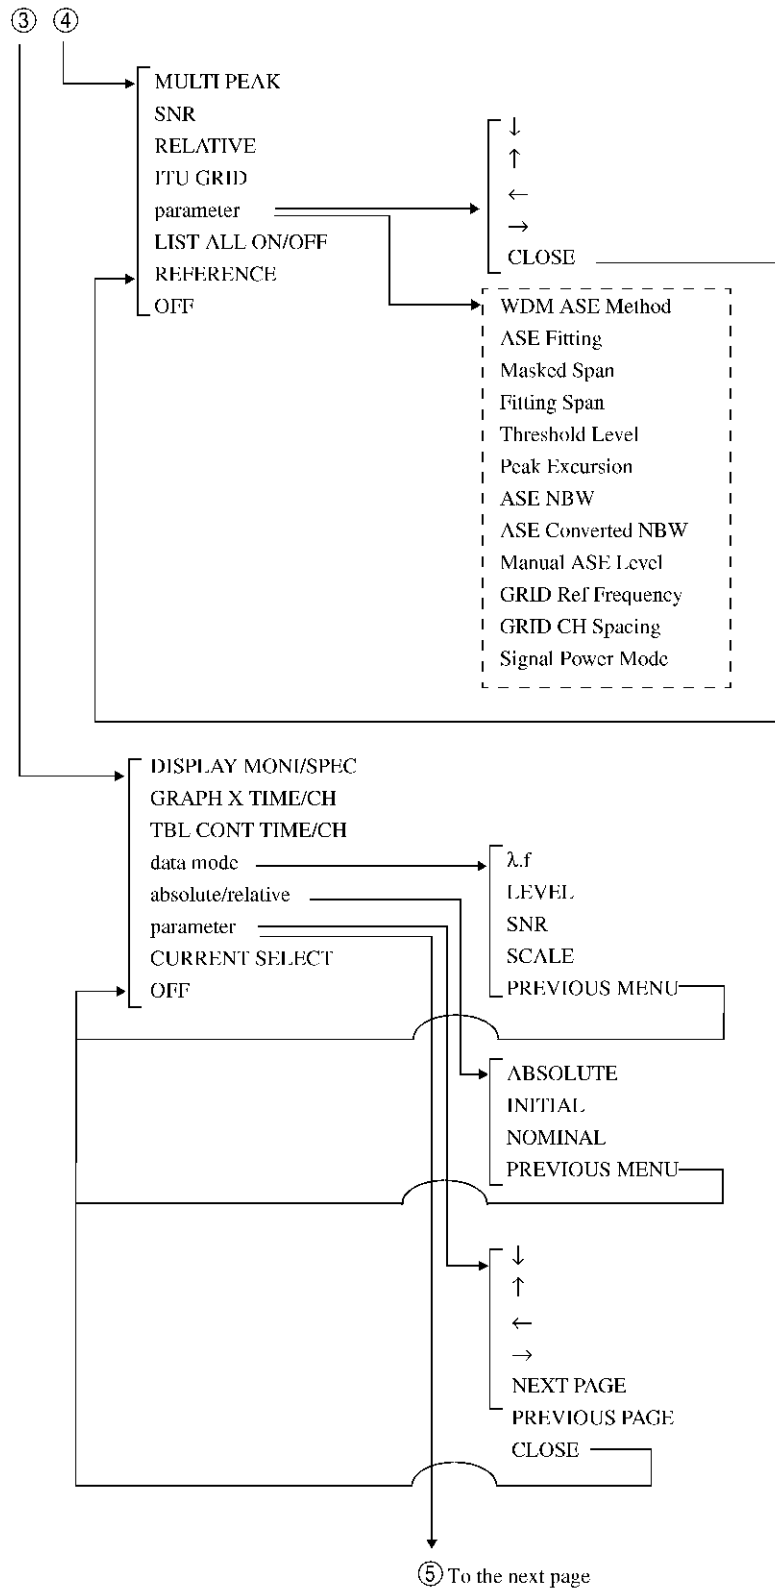 ③ ④
MULTI PEAK
SNR
RELATIVE
ITU GRID
parameter
LIST ALL ON/OFF
REFERENCE
OFF
↓
↑
←
→
CLOSE
WDM ASE Method
ASE Fitting
Masked Span
Fitting Span
Threshold Level
Peak Excursion
ASE NBW
ASE Converted NBW
Manual ASE Level
GRID Ref Frequency
GRID CH Spacing
Signal Power Mode
DISPLAY MONI/SPEC
GRAPH X TIME/CH
TBL CONT TIME/CH
data mode
absolute/relative
parameter
CURRENT SELECT
OFF
λ.f
LEVEL
SNR
SCALE
PREVIOUS MENU
ABSOLUTE
INITIAL
NOMINAL
PREVIOUS MENU
↓
↑
←
→
NEXT PAGE
PREVIOUS PAGE
CLOSE
⑤ To the next page